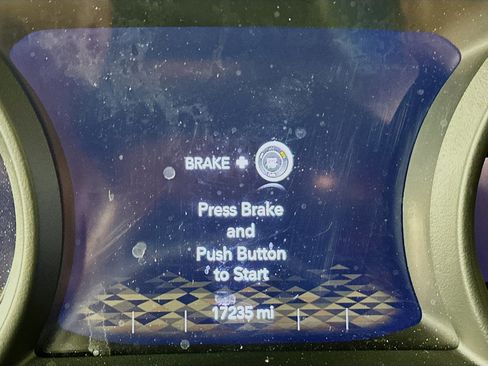 BRAKE +
Press Brake
and
Push Button
to Start
17235 mi